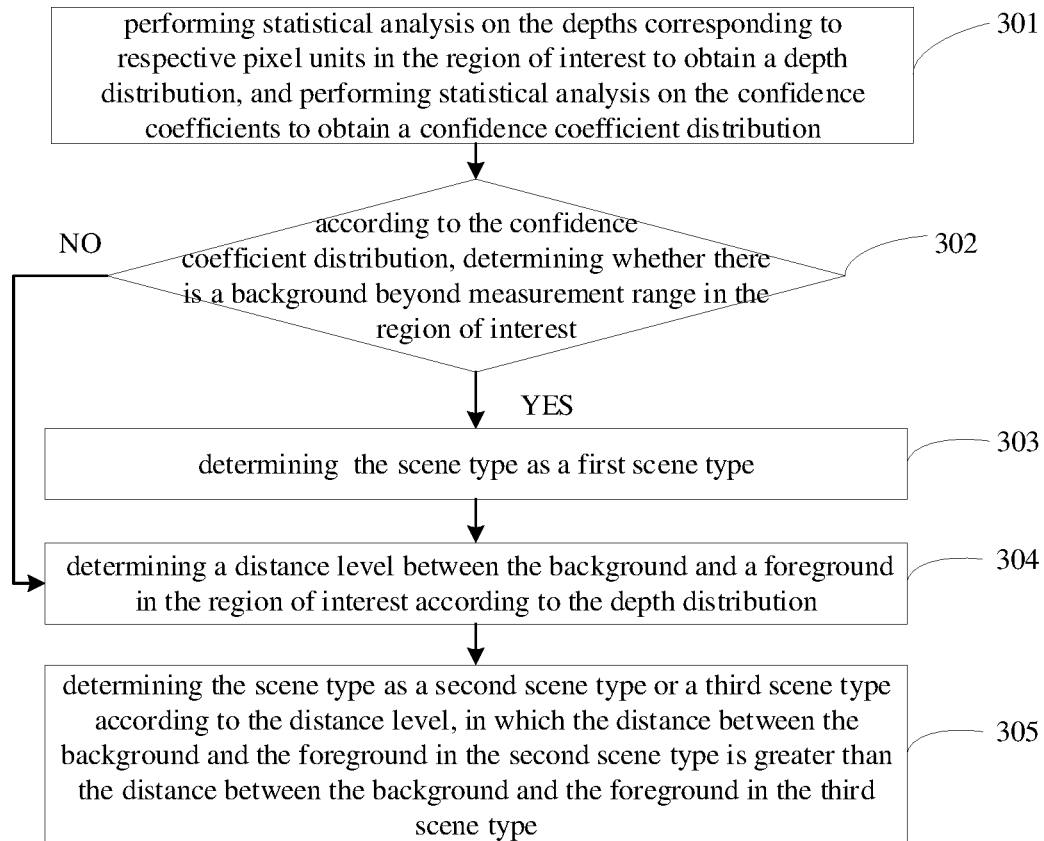 performing statistical analysis on the depths corresponding to
respective pixel units in the region of interest to obtain a depth
distribution, and performing statistical analysis on the confidence
coefficients to obtain a confidence coefficient distribution
301
according to the confidence
coefficient distribution, determining whether there
is a background beyond measurement range in the
region of interest
302
NO
YES
determining the scene type as a first scene type
303
determining a distance level between the background and a foreground
in the region of interest according to the depth distribution
304
determining the scene type as a second scene type or a third scene type
according to the distance level, in which the distance between the
background and the foreground in the second scene type is greater than
the distance between the background and the foreground in the third
scene type
305